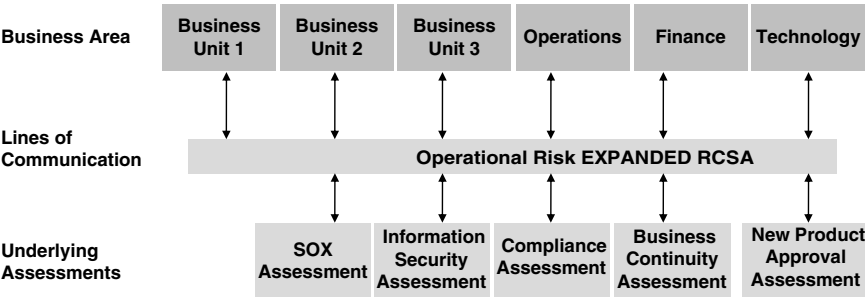 Business Area
Business
Unit 1
Business
Unit 2
Business
Unit 3
Operations
Finance
Technology
Lines of
Communication
Operational Risk EXPANDED RCSA
Underlying
Assessments
SOX
Assessment
Information
Security
Assessment
Compliance
Assessment
Business
Continuity
Assessment
New Product
Approval
Assessment